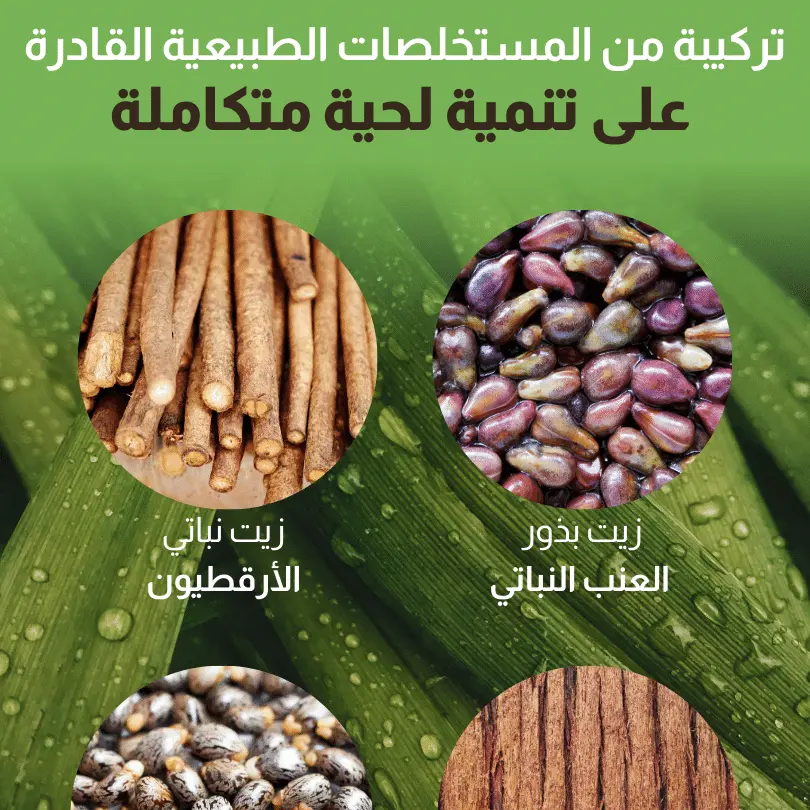 تركيبة من المستخلصات الطبيعية القادرة
على تنمية لحية متكاملة
زيت بذور
العنب النباتي
زيت نباتي
الأرقطيون